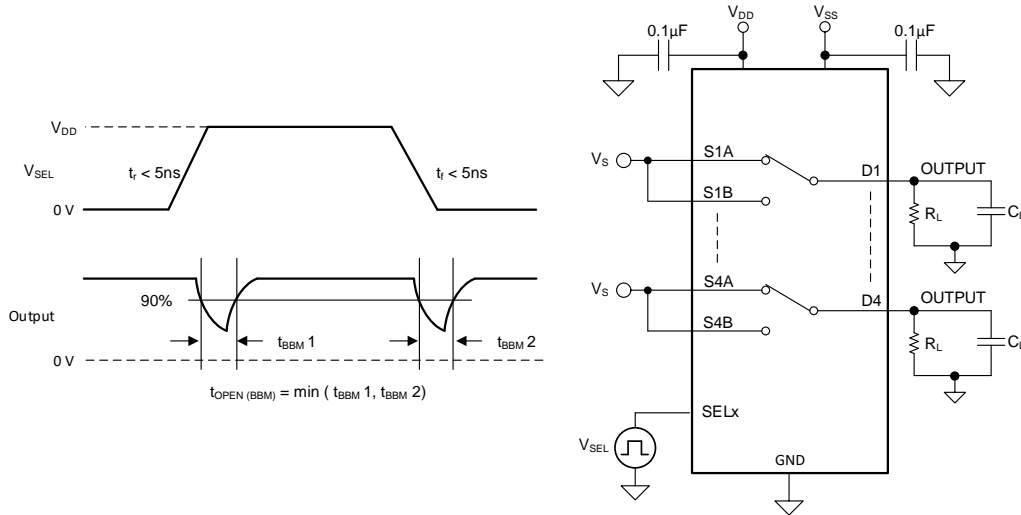 V_DD
V_SEL
t_r < 5ns
t_f < 5ns
0 V
90%
Output
t_BBM 1
t_BBM 2
0 V
t_OPEN (BBM) = min ( t_BBM 1, t_BBM 2)
V_DD
V_SS
0.1µF
0.1µF
V_S
S1A
D1
OUTPUT
S1B
R_L
C_L
V_S
S4A
D4
OUTPUT
S4B
R_L
C_L
SELx
V_SEL
GND